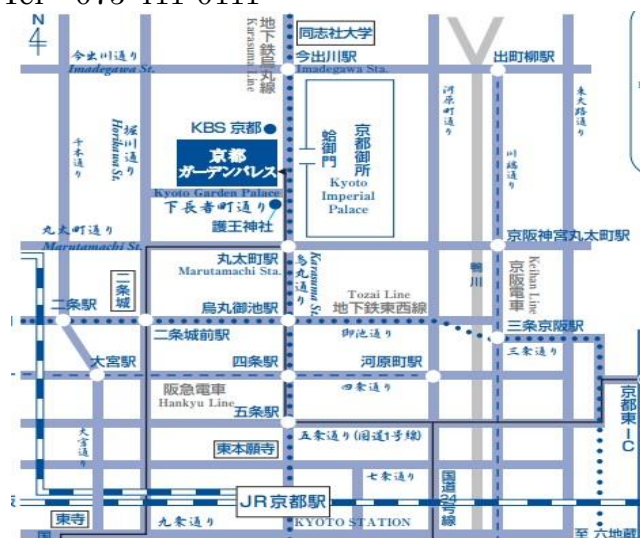 Tel 075-411-0111
N
地下鉄烏丸線
Karasuma Line
同志社大学
今出川通り
Imadegawa St.
今出川駅
Imadegawa Sta.
出町柳駅
千本通り
堀川通り
Horikawa St.
KBS 京都
京都
ガーデンパレス
Kyoto Garden Palace
下長者町通り
護王神社
蛤御門
京都御所
Kyoto
Imperial
Palace
河原町通り
川端通り
東大路通り
丸太町通り
Marutamachi St.
丸太町駅
Marutamachi Sta.
烏丸通り
Karasuma St.
京阪神宮丸太町駅
鴨川
京阪電車
Keihan Line
二条城
二条駅
二条城前駅
烏丸御池駅
Tozai Line
地下鉄東西線
御池通り
三条京阪駅
三条通り
大宮駅
四条駅
河原町駅
阪急電車
Hankyu Line
四条通り
五条駅
五条通り(国道1号線)
大宮通り
東本願寺
七条通り
国道24号線
京都東IC
JR京都駅
KYOTO STATION
東寺
九条通り
国
至 六地蔵